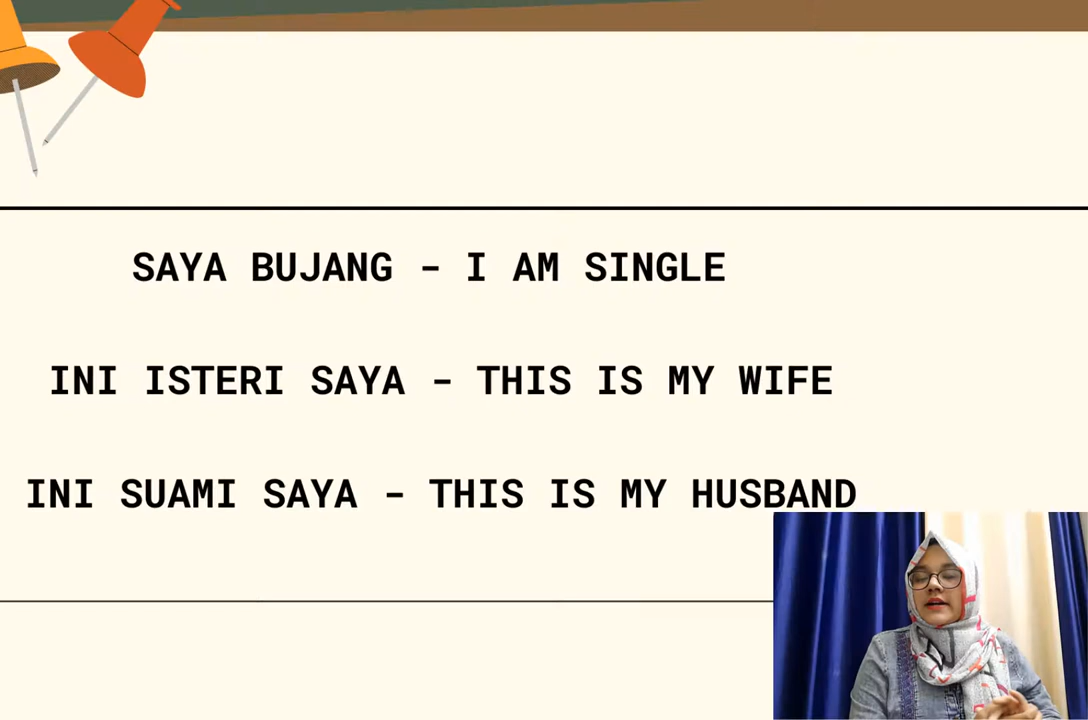 SAYA BUJANG - I AM SINGLE
INI ISTERI SAYA - THIS IS MY WIFE
INI SUAMI SAYA - THIS IS MY HUSBAND